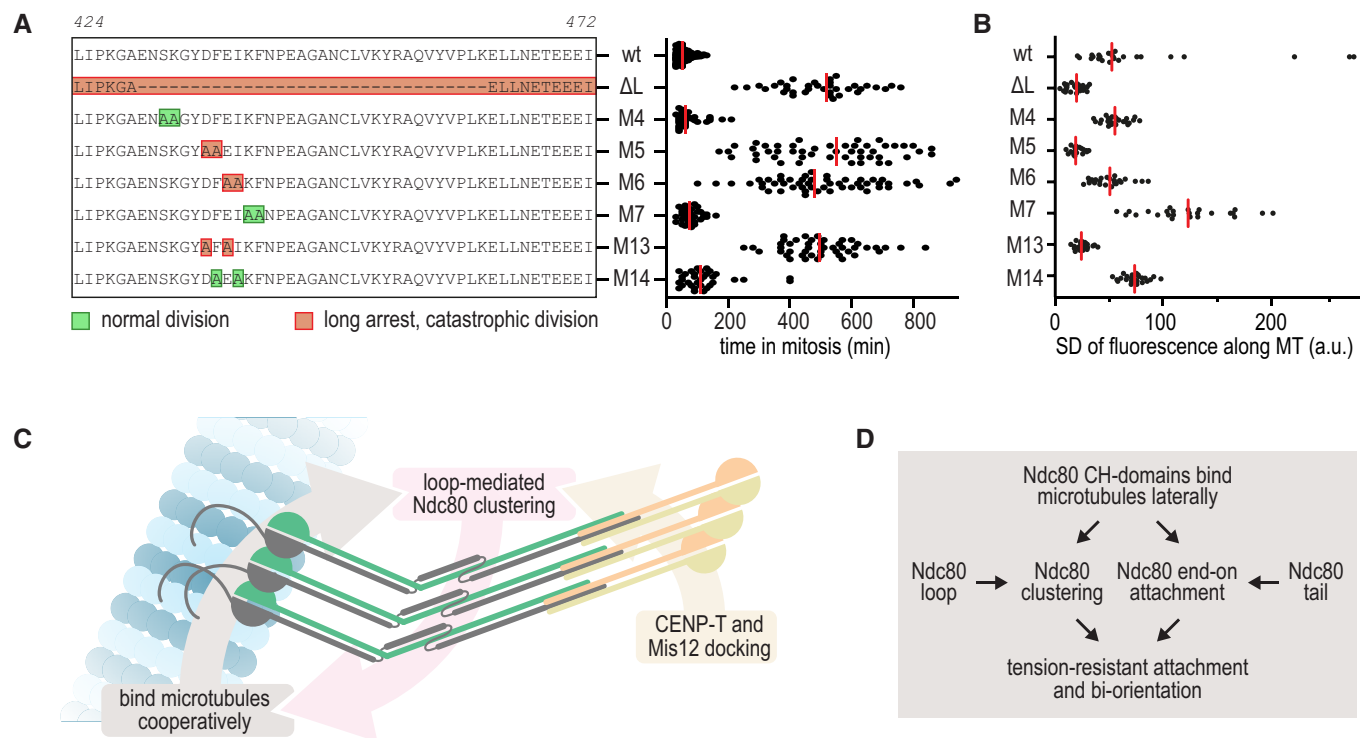 A
424 472
LIPKGAENSKGYDFEIKFNPEAGANCLVKYRAQVYVPLKELLNETEEEI wt
LIPKGA---------------------------------ELLNETEEEI ΔL
LIPKGAENAAGYDFEIKFNPEAGANCLVKYRAQVYVPLKELLNETEEEI M4
LIPKGAENSKGYAAEIKFNPEAGANCLVKYRAQVYVPLKELLNETEEEI M5
LIPKGAENSKGYDFAAKFNPEAGANCLVKYRAQVYVPLKELLNETEEEI M6
LIPKGAENSKGYDFEIAANPEAGANCLVKYRAQVYVPLKELLNETEEEI M7
LIPKGAENSKGYAFAIKFNPEAGANCLVKYRAQVYVPLKELLNETEEEI M13
LIPKGAENSKGYDAEAKFNPEAGANCLVKYRAQVYVPLKELLNETEEEI M14
normal division
long arrest, catastrophic division
0 200 400 600 800
time in mitosis (min)
B
wt
ΔL
M4
M5
M6
M7
M13
M14
0 100 200
SD of fluorescence along MT (a.u.)
C
loop-mediated
Ndc80 clustering
CENP-T and
Mis12 docking
bind microtubules
cooperatively
D
Ndc80 CH-domains bind
microtubules laterally
Ndc80
loop
Ndc80
clustering
Ndc80 end-on
attachment
Ndc80
tail
tension-resistant attachment
and bi-orientation